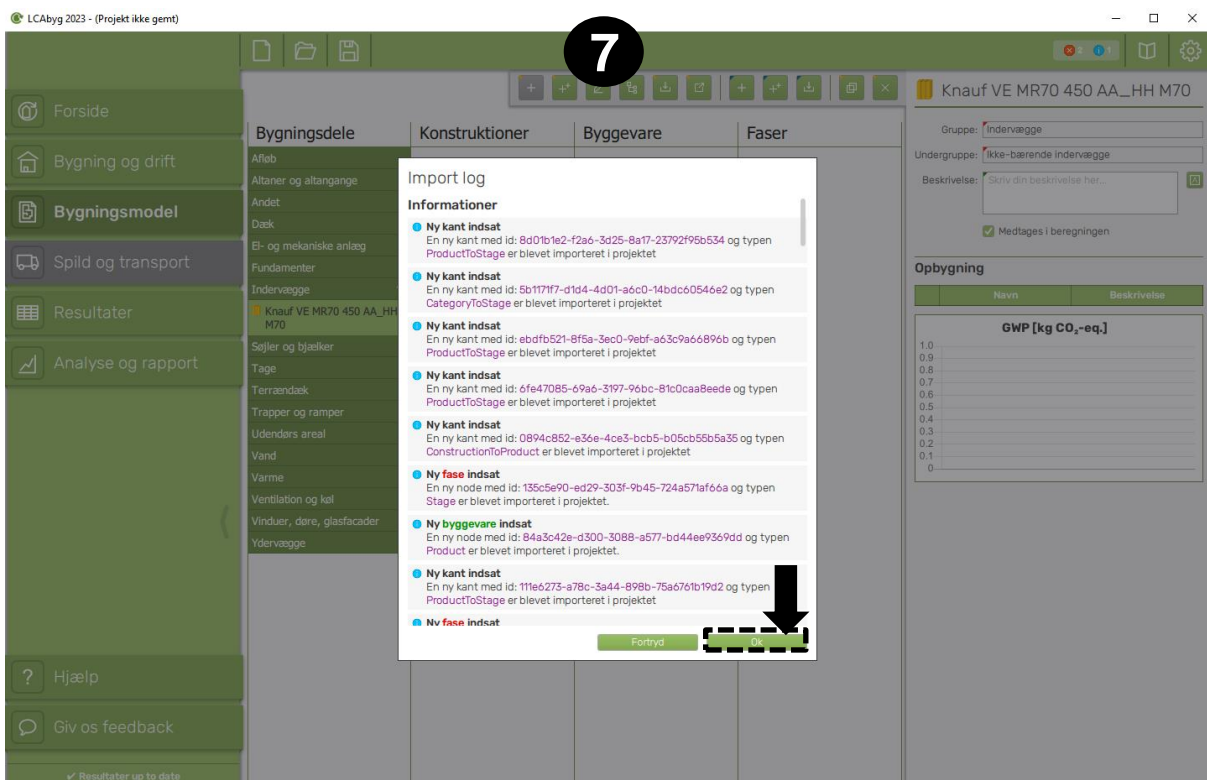 LCAbyg 2023 - (Projekt ikke gemt)
7
2
1
Forside
Bygning og drift
Bygningsmodel
Spild og transport
Resultater
Analyse og rapport
? Hjælp
Giv os feedback
✔ Resultater up to date
Bygningsdele
Konstruktioner
Byggevare
Faser
Afløb
Altaner og altangange
Andet
Dæk
El- og mekaniske anlæg
Fundamenter
Indervægge
Knauf VE MR70 450 AA_HH
M70
Søjler og bjælker
Tage
Terrændæk
Trapper og ramper
Udendørs areal
Vand
Varme
Ventilation og køl
Vinduer, døre, glasfacader
Ydervægge
Import log
Informationer
Ny kant indsat
En ny kant med id: 8d01b1e2-f2a6-3d25-8a17-23792f95b534 og typen
ProductToStage er blevet importeret i projektet
Ny kant indsat
En ny kant med id: 5b1171f7-d1d4-4d01-a6c0-14bdc60546e2 og typen
CategoryToStage er blevet importeret i projektet
Ny kant indsat
En ny kant med id: ebdfb521-8f5a-3ec0-9ebf-a63c9a66896b og typen
ProductToStage er blevet importeret i projektet
Ny kant indsat
En ny kant med id: 6fe47085-69a6-3197-96bc-81c0caa8eede og typen
ProductToStage er blevet importeret i projektet
Ny kant indsat
En ny kant med id: 0894c852-e36e-4ce3-bcb5-b05cb55b5a35 og typen
ConstructionToProduct er blevet importeret i projektet
Ny fase indsat
En ny node med id: 135c5e90-ed29-303f-9b45-724a571af66a og typen
Stage er blevet importeret i projektet.
Ny byggevare indsat
En ny node med id: 84a3c42e-d300-3088-a577-bd44ee9369dd og typen
Product er blevet importeret i projektet.
Ny kant indsat
En ny kant med id: 111e6273-a78c-3a44-898b-75a6761b19d2 og typen
ProductToStage er blevet importeret i projektet
Ny fase indsat
Fortryd
Ok
Knauf VE MR70 450 AA_HH M70
Gruppe: Indervægge
Undergruppe: Ikke-bærende indervægge
Beskrivelse: Skriv din beskrivelse her...
Medtages i beregningen
Opbygning
Navn
Beskrivelse
GWP [kg CO₂-eq.]
1.0
0.9
0.8
0.7
0.6
0.5
0.4
0.3
0.2
0.1
0